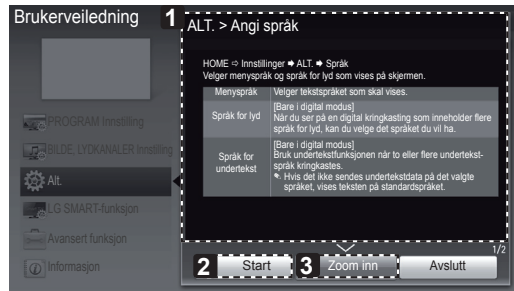 Brukerveiledning
1
ALT. > Angi språk
HOME ⇨ Innstillinger ➡ ALT. ➡ Språk
Velger menyspråk og språk for lyd som vises på skjermen.
Menyspråk
Velger tekstspråket som skal vises.
Språk for lyd
[Bare i digital modus]
Når du ser på en digital kringkasting som inneholder flere
språk for lyd, kan du velge det språket du vil ha.
Språk for
undertekst
[Bare i digital modus]
Bruk undertekstfunksjonen når to eller flere undertekst-
språk kringkastes.
Hvis det ikke sendes undertekstdata på det valgte
språket, vises teksten på standardspråket.
PROGRAM Innstilling
BILDE, LYDKANALER Innstilling
Alt.
LG SMART-funksjon
Avansert funksjon
Informasjon
1/2
2
Start
3
Zoom inn
Avslutt